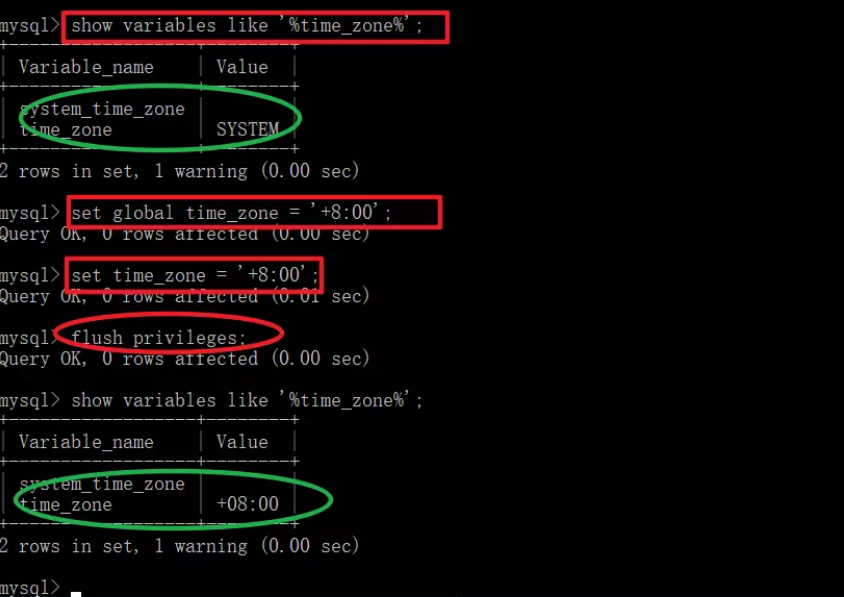 mysql> show variables like '%time_zone%';
+------------------+--------+
| Variable_name    | Value  |
+------------------+--------+
| system_time_zone |        |
| time_zone        | SYSTEM |
+------------------+--------+
2 rows in set, 1 warning (0.00 sec)
mysql> set global time_zone = '+8:00';
Query OK, 0 rows affected (0.00 sec)
mysql> set time_zone = '+8:00';
Query OK, 0 rows affected (0.01 sec)
mysql> flush privileges;
Query OK, 0 rows affected (0.00 sec)
mysql> show variables like '%time_zone%';
+------------------+--------+
| Variable_name    | Value  |
+------------------+--------+
| system_time_zone |        |
| time_zone        | +08:00 |
+------------------+--------+
2 rows in set, 1 warning (0.00 sec)
mysql>